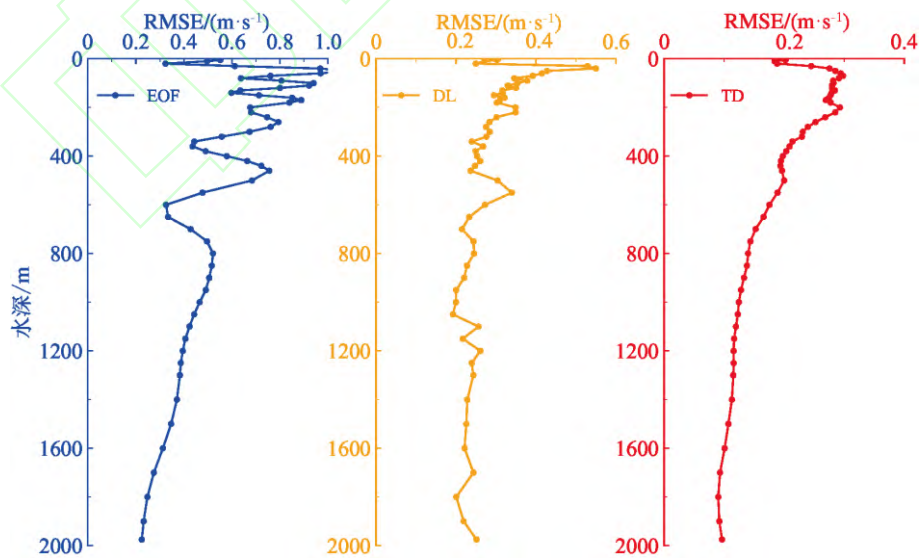 RMSE/(m·s⁻¹) RMSE/(m·s⁻¹) RMSE/(m·s⁻¹)
0 0.2 0.4 0.6 0.8 1.0 0 0.2 0.4 0.6 0 0.2 0.4
0 0 0
EOF DL TD
400 400 400
800 800 800
水深/m
1200 1200 1200
1600 1600 1600
2000 2000 2000